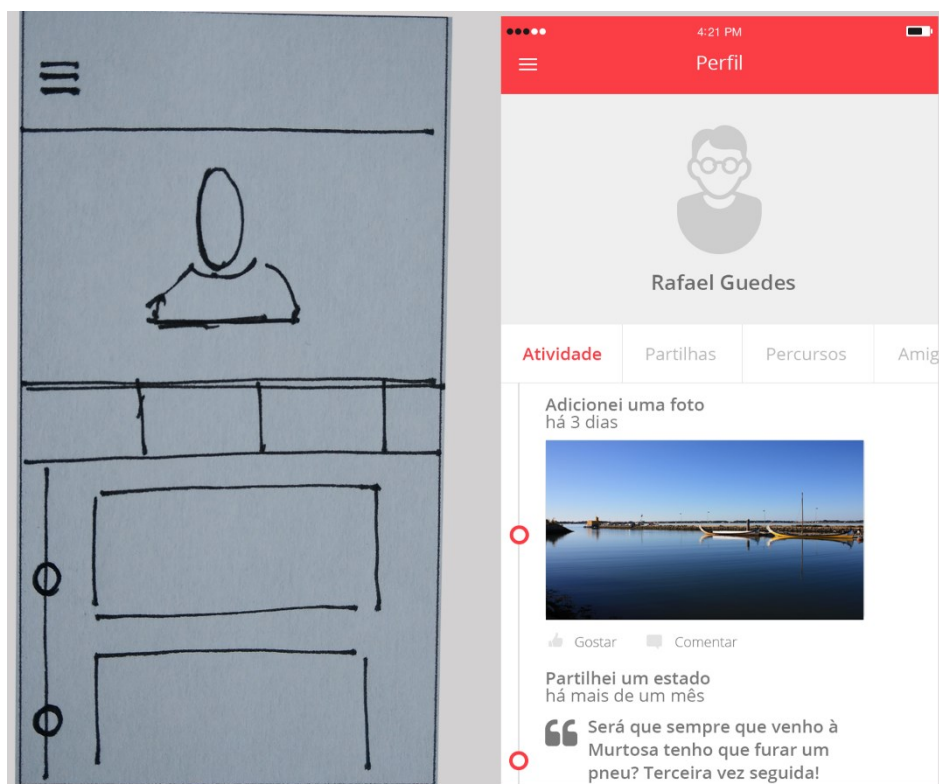 4:21 PM
Perfil
Rafael Guedes
Atividade
Partilhas
Percursos
Amig
Adicionei uma foto
há 3 dias
Gostar
Comentar
Partilhei um estado
há mais de um mês
Será que sempre que venho à
Murtosa tenho que furar um
pneu? Terceira vez seguida!